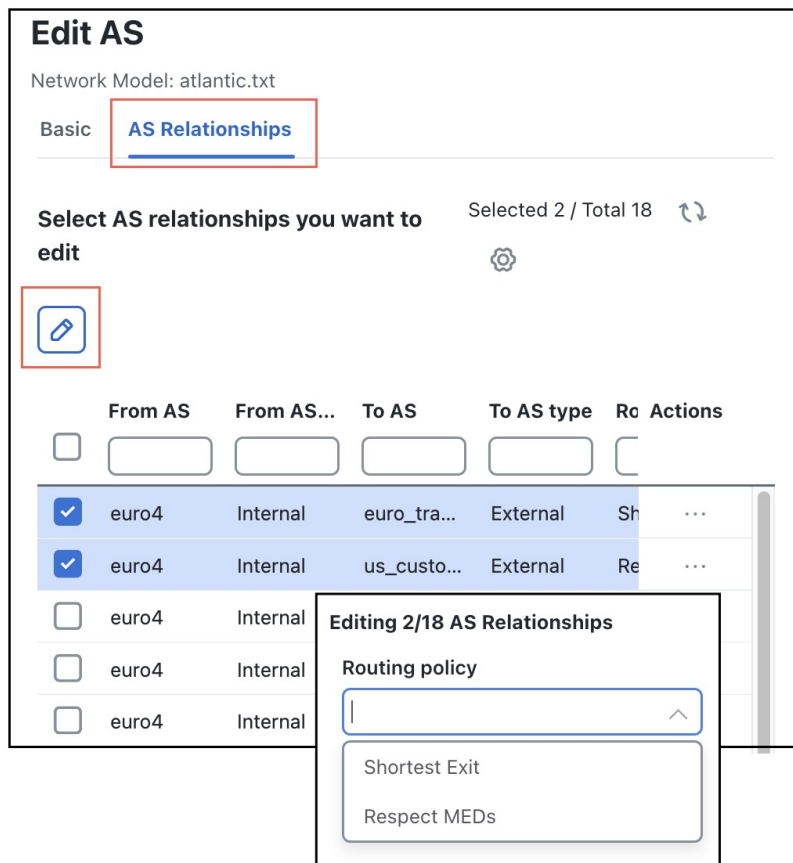 Edit AS
Network Model: atlantic.txt
Basic AS Relationships
Select AS relationships you want to Selected 2 / Total 18
edit
From AS From AS... To AS To AS type Ro Actions
euro4 Internal euro_tra... External Sh ...
euro4 Internal us_custo... External Re ...
euro4 Internal
euro4 Internal
euro4 Internal
Editing 2/18 AS Relationships
Routing policy
Shortest Exit
Respect MEDs